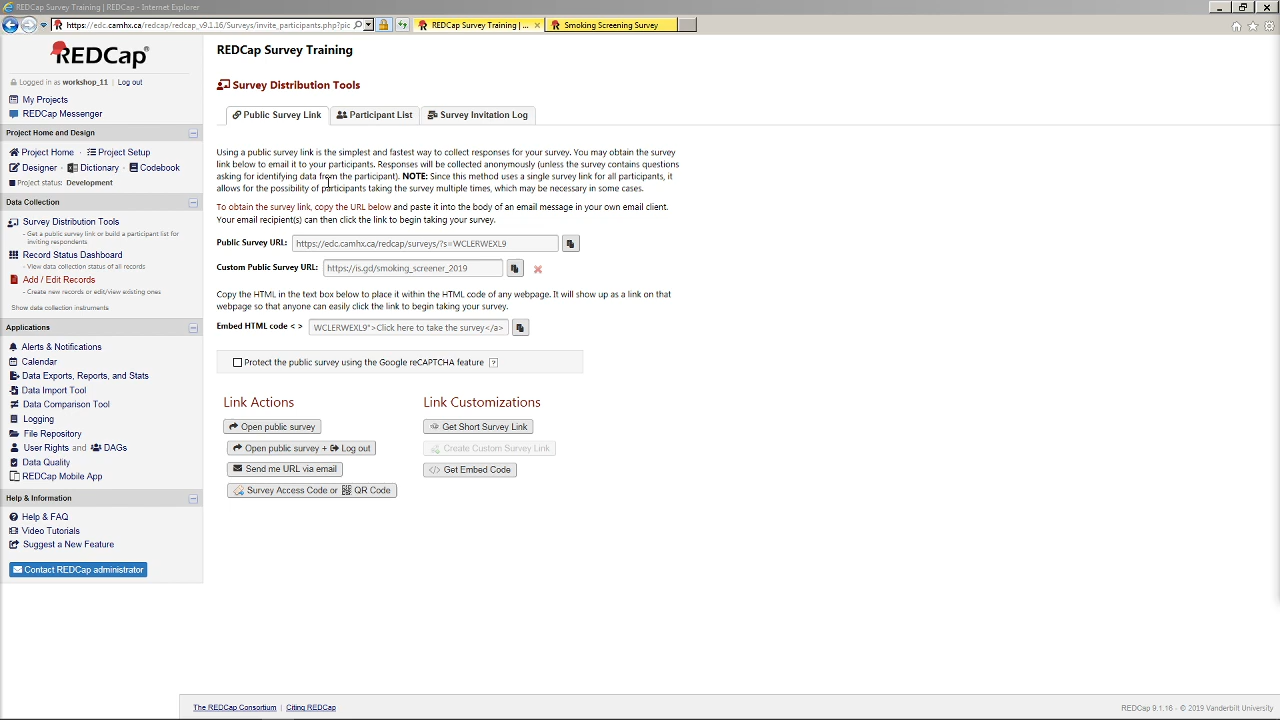 REDCap Survey Training | REDCap - Internet Explorer
https://edc.camhx.ca/redcap/redcap_v9.1.16/Surveys/invite_participants.php?pic
REDCap Survey Training | ...
Smoking Screening Survey
REDCap
Logged in as workshop_11 | Log out
My Projects
REDCap Messenger
Project Home and Design
Project Home · Project Setup
Designer · Dictionary · Codebook
Project status: Development
Data Collection
Survey Distribution Tools
- Get a public survey link or build a participant list for
inviting respondents
Record Status Dashboard
- View data collection status of all records
Add / Edit Records
- Create new records or edit/view existing ones
Show data collection instruments
Applications
Alerts & Notifications
Calendar
Data Exports, Reports, and Stats
Data Import Tool
Data Comparison Tool
Logging
File Repository
User Rights and DAGs
Data Quality
REDCap Mobile App
Help & Information
Help & FAQ
Video Tutorials
Suggest a New Feature
Contact REDCap administrator
REDCap Survey Training
Survey Distribution Tools
Public Survey Link
Participant List
Survey Invitation Log
Using a public survey link is the simplest and fastest way to collect responses for your survey. You may obtain the survey
link below to email it to your participants. Responses will be collected anonymously (unless the survey contains questions
asking for identifying data from the participant). NOTE: Since this method uses a single survey link for all participants, it
allows for the possibility of participants taking the survey multiple times, which may be necessary in some cases.
To obtain the survey link, copy the URL below and paste it into the body of an email message in your own email client.
Your email recipient(s) can then click the link to begin taking your survey.
Public Survey URL: https://edc.camhx.ca/redcap/surveys/?s=WCLERWEXL9
Custom Public Survey URL: https://is.gd/smoking_screener_2019
Copy the HTML in the text box below to place it within the HTML code of any webpage. It will show up as a link on that
webpage so that anyone can easily click the link to begin taking your survey.
Embed HTML code < > WCLERWEXL9">Click here to take the survey</a>
Protect the public survey using the Google reCAPTCHA feature ?
Link Actions
Open public survey
Open public survey + Log out
Send me URL via email
Survey Access Code or QR Code
Link Customizations
Get Short Survey Link
Create Custom Survey Link
</> Get Embed Code
The REDCap Consortium | Citing REDCap
REDCap 9.1.16 - © 2019 Vanderbilt University